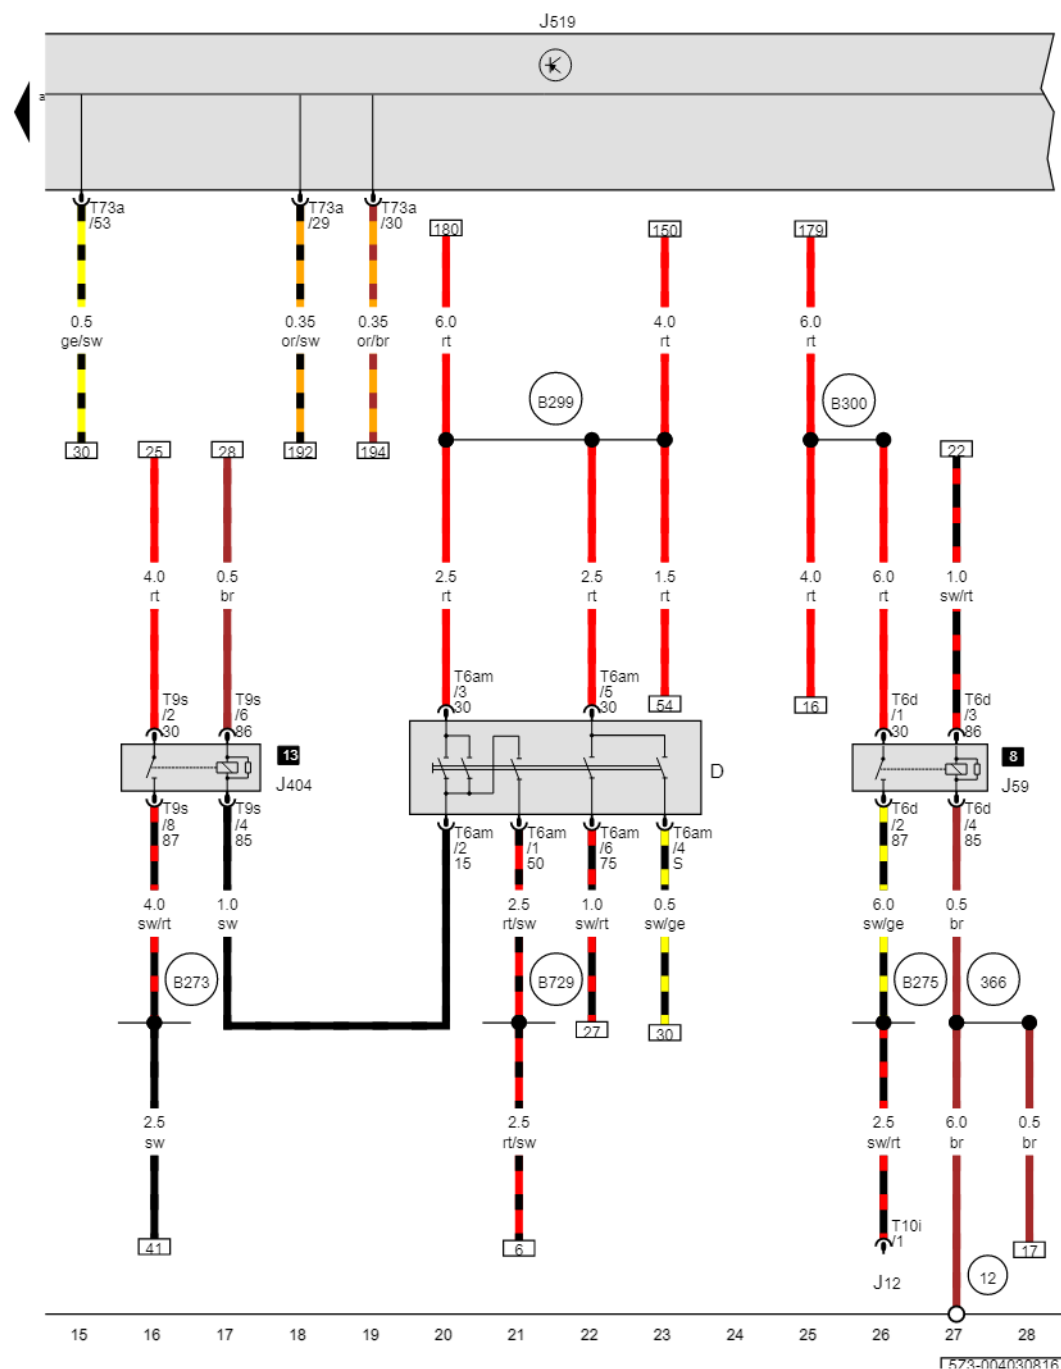 J519
a
T73a
/53
T73a
/29
T73a
/30
180
150
179
0.5
ge/sw
0.35
or/sw
0.35
or/br
6.0
rt
4.0
rt
6.0
rt
B299
B300
30
25
28
192
194
22
4.0
rt
0.5
br
2.5
rt
2.5
rt
1.5
rt
4.0
rt
6.0
rt
1.0
sw/rt
T9s
/2
30
T9s
/6
86
T6am
/3
30
T6am
/5
30
54
16
T6d
/1
30
T6d
/3
86
13
J404
D
8
J59
T9s
/8
87
T9s
/4
85
T6am
/2
15
T6am
/1
50
T6am
/6
75
T6am
/4
S
T6d
/2
87
T6d
/4
85
4.0
sw/rt
1.0
sw
2.5
rt/sw
1.0
sw/rt
0.5
sw/ge
6.0
sw/ge
0.5
br
B273
B729
B275
366
27
30
2.5
sw
2.5
rt/sw
2.5
sw/rt
6.0
br
0.5
br
41
6
T10i
/1
17
J12
12
15 16 17 18 19 20 21 22 23 24 25 26 27 28
573-004030816